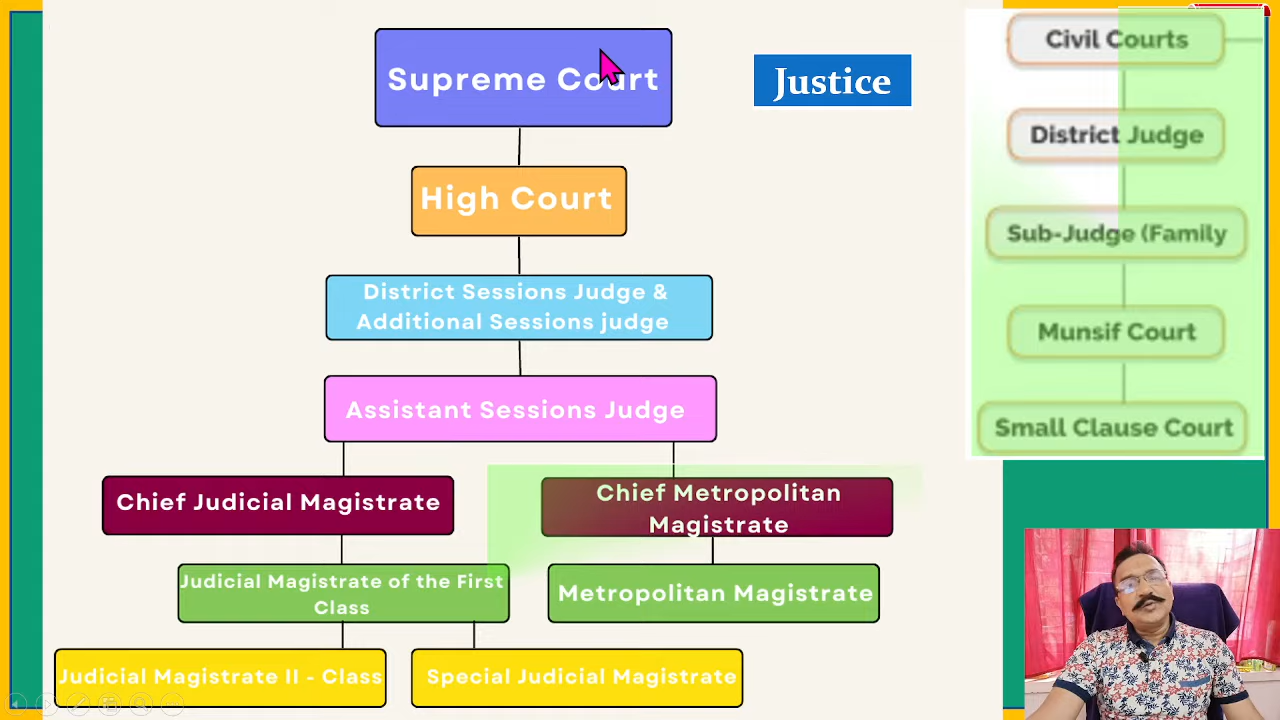 Supreme Court
Justice
High Court
District Sessions Judge &
Additional Sessions judge
Assistant Sessions Judge
Chief Judicial Magistrate
Chief Metropolitan
Magistrate
Judicial Magistrate of the First
Class
Metropolitan Magistrate
Judicial Magistrate II - Class
Special Judicial Magistrate
Civil Courts
District Judge
Sub-Judge (Family
Munsif Court
Small Clause Court